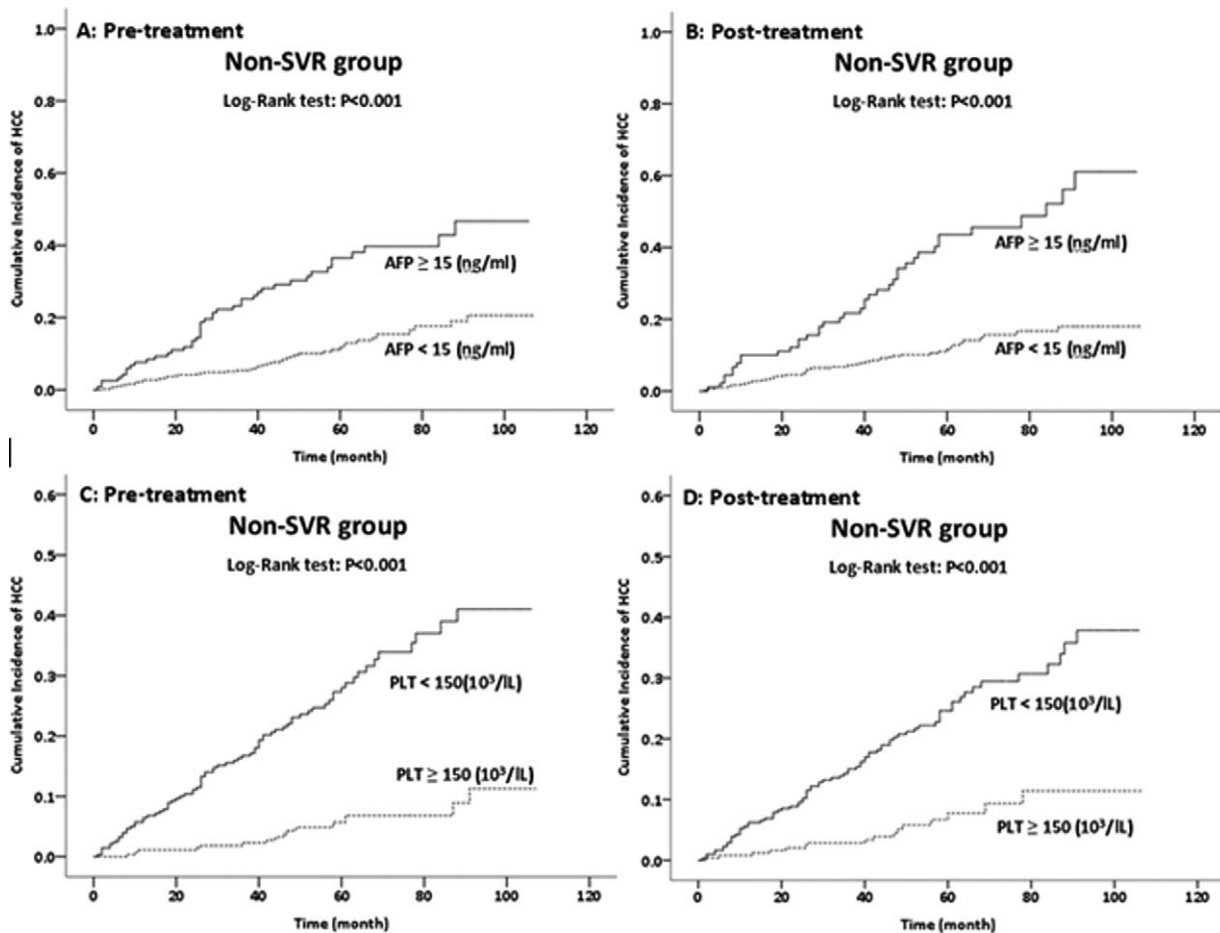 A: Pre-treatment
Non-SVR group
Log-Rank test: P<0.001
Cumulative Incidence of HCC
1.0
0.8
0.6
0.4
0.2
0.0
AFP ≥ 15 (ng/ml)
AFP < 15 (ng/ml)
0 20 40 60 80 100 120
Time (month)
B: Post-treatment
Non-SVR group
Log-Rank test: P<0.001
Cumulative Incidence of HCC
1.0
0.8
0.6
0.4
0.2
0.0
AFP ≥ 15 (ng/ml)
AFP < 15 (ng/ml)
0 20 40 60 80 100 120
Time (month)
C: Pre-treatment
Non-SVR group
Log-Rank test: P<0.001
Cumulative Incidence of HCC
0.6
0.5
0.4
0.3
0.2
0.1
0.0
PLT < 150(10³/lL)
PLT ≥ 150 (10³/lL)
0 20 40 60 80 100 120
Time (month)
D: Post-treatment
Non-SVR group
Log-Rank test: P<0.001
Cumulative Incidence of HCC
0.6
0.5
0.4
0.3
0.2
0.1
0.0
PLT < 150(10³/lL)
PLT ≥ 150 (10³/lL)
0 20 40 60 80 100 120
Time (month)